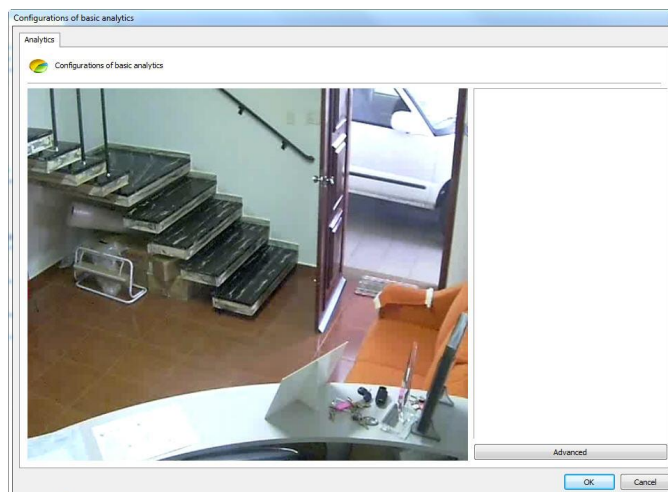 Configurations of basic analytics
Analytics
Configurations of basic analytics
Advanced
OK
Cancel